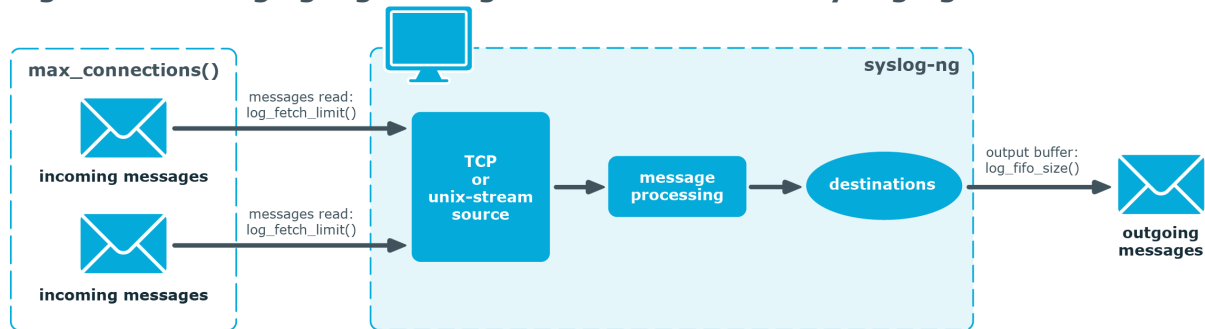 max_connections()
messages read:
log_fetch_limit()
incoming messages
messages read:
log_fetch_limit()
incoming messages
syslog-ng
TCP
or
unix-stream
source
message
processing
destinations
output buffer:
log_fifo_size()
outgoing
messages